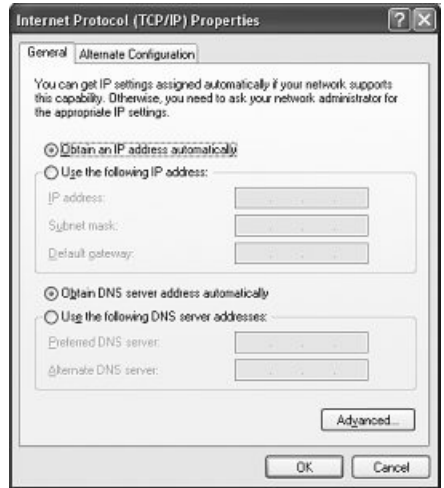 Internet Protocol (TCP/IP) Properties
General
Alternate Configuration
You can get IP settings assigned automatically if your network supports
this capability. Otherwise, you need to ask your network administrator for
the appropriate IP settings.
Obtain an IP address automatically
Use the following IP address:
IP address:
Subnet mask:
Default gateway:
Obtain DNS server address automatically
Use the following DNS server addresses:
Preferred DNS server:
Alternate DNS server:
Advanced...
OK
Cancel